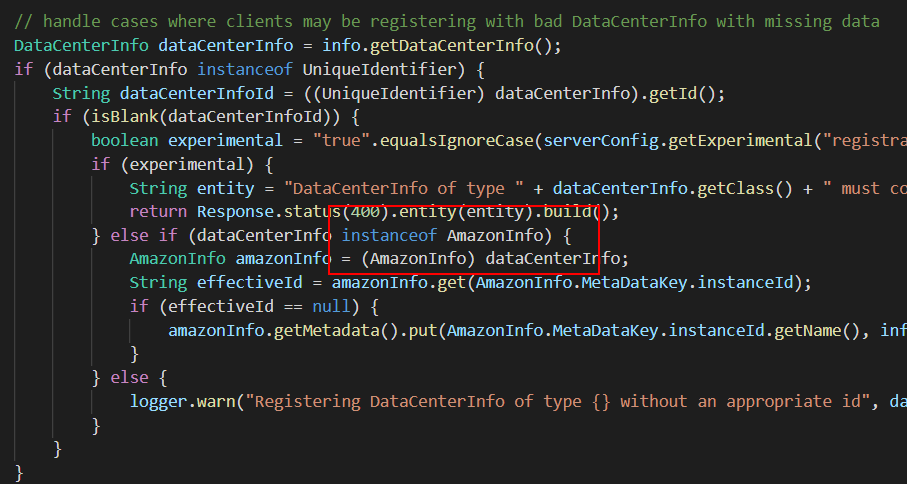 // handle cases where clients may be registering with bad DataCenterInfo with missing data
DataCenterInfo dataCenterInfo = info.getDataCenterInfo();
if (dataCenterInfo instanceof UniqueIdentifier) {
String dataCenterInfoId = ((UniqueIdentifier) dataCenterInfo).getId();
if (isBlank(dataCenterInfoId)) {
boolean experimental = "true".equalsIgnoreCase(serverConfig.getExperimental("registra
if (experimental) {
String entity = "DataCenterInfo of type " + dataCenterInfo.getClass() + " must co
return Response.status(400).entity(entity).build();
} else if (dataCenterInfo instanceof AmazonInfo) {
AmazonInfo amazonInfo = (AmazonInfo) dataCenterInfo;
String effectiveId = amazonInfo.get(AmazonInfo.MetaDataKey.instanceId);
if (effectiveId == null) {
amazonInfo.getMetadata().put(AmazonInfo.MetaDataKey.instanceId.getName(), inf
}
} else {
logger.warn("Registering DataCenterInfo of type {} without an appropriate id", da
}
}
}